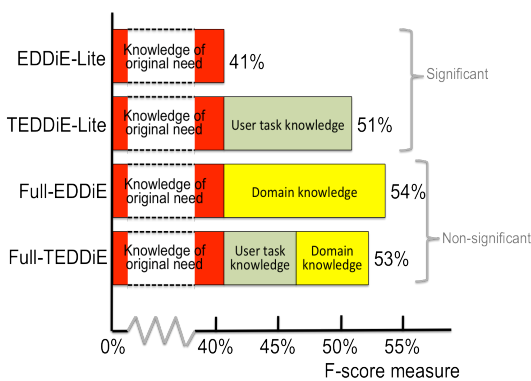 EDDiE-Lite
Knowledge of
original need
41%
Significant
TEDDiE-Lite
Knowledge of
original need
User task knowledge
51%
Full-EDDiE
Knowledge of
original need
Domain knowledge
54%
Non-significant
Full-TEDDiE
Knowledge of
original need
User task
knowledge
Domain
knowledge
53%
0%
40%
45%
50%
55%
F-score measure